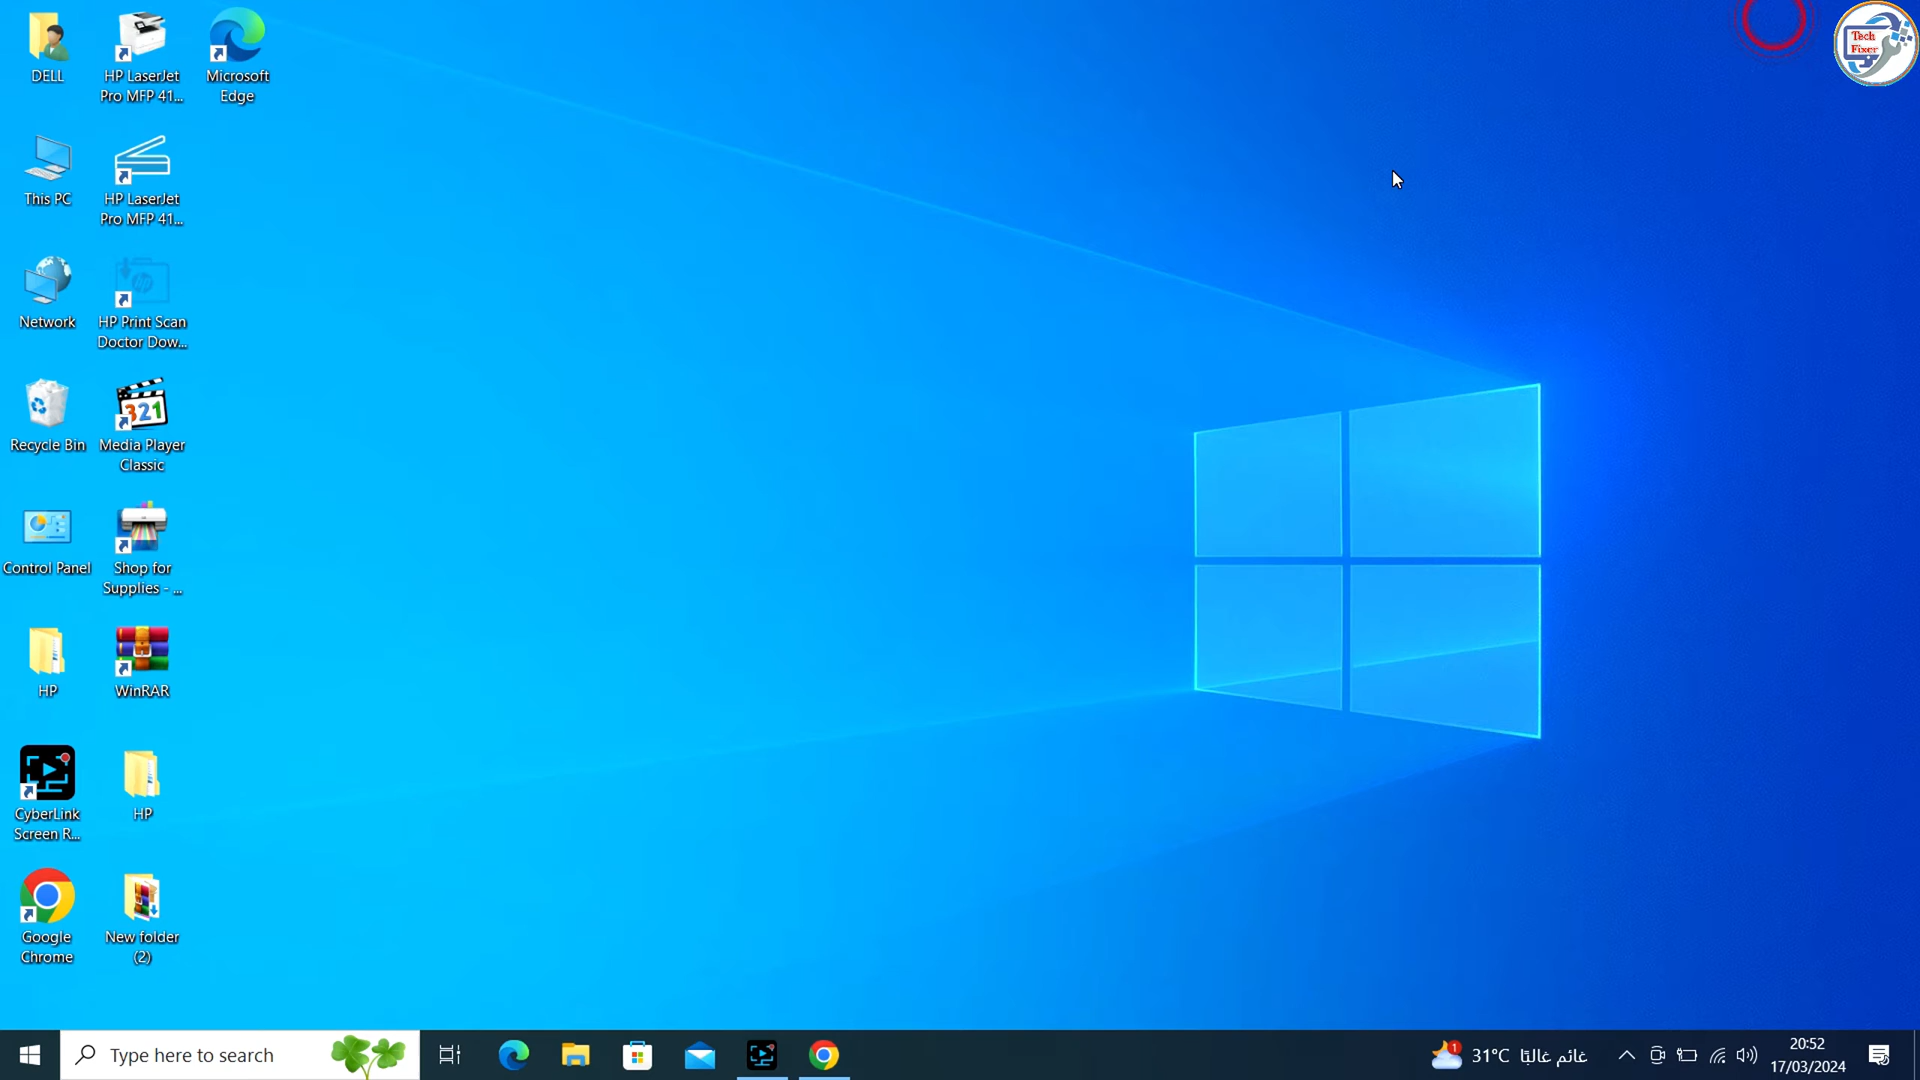 DELL
HP LaserJet
Pro MFP 41...
Microsoft
Edge
Tech
Fixer
This PC
HP LaserJet
Pro MFP 41...
Network
HP Print Scan
Doctor Dow...
321
Recycle Bin
Media Player
Classic
Control Panel
Shop for
Supplies - ...
HP
WinRAR
CyberLink
Screen R...
HP
Google
Chrome
New folder
(2)
Type here to search
1
31°C غائم غالبًا
20:52
17/03/2024